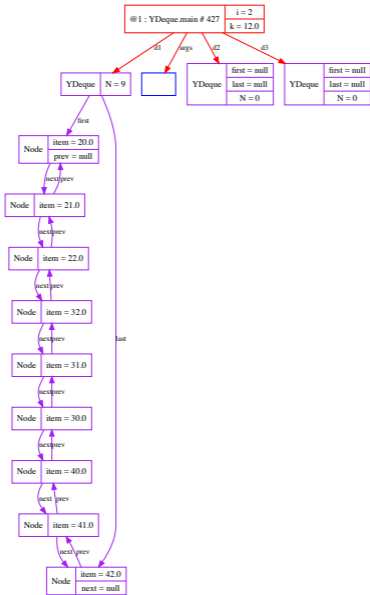 @1 : YDeque.main # 427
i = 2
k = 12.0
d1
args
d2
d3
YDeque
N = 9
YDeque
first = null
last = null
N = 0
YDeque
first = null
last = null
N = 0
first
Node
item = 20.0
prev = null
next
prev
Node
item = 21.0
next
prev
Node
item = 22.0
next
prev
Node
item = 32.0
last
next
prev
Node
item = 31.0
next
prev
Node
item = 30.0
next
prev
Node
item = 40.0
next
prev
Node
item = 41.0
next
prev
Node
item = 42.0
next = null